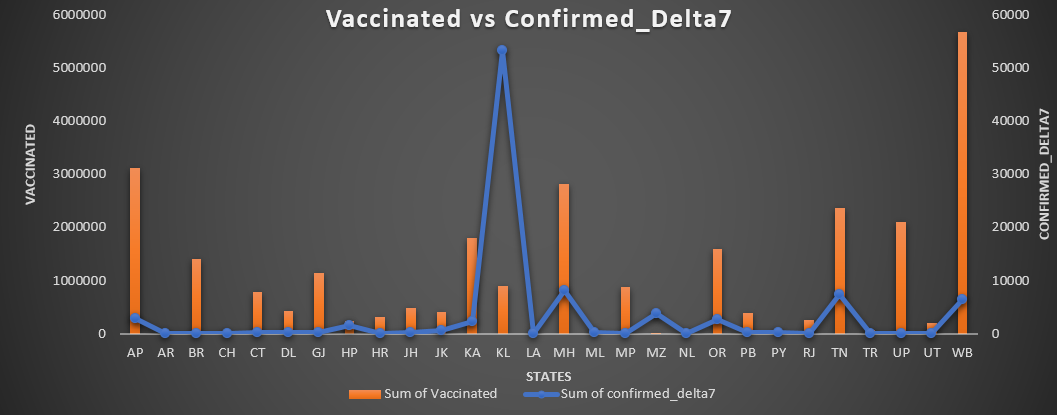 Vaccinated vs Confirmed_Delta7
6000000
5000000
4000000
3000000
2000000
1000000
0
VACCINATED
60000
50000
40000
30000
20000
10000
0
CONFIRMED_DELTA7
AP AR BR CH CT DL GJ HP HR JH JK KA KL LA MH ML MP MZ NL OR PB PY RJ TN TR UP UT WB
STATES
Sum of Vaccinated Sum of confirmed_delta7